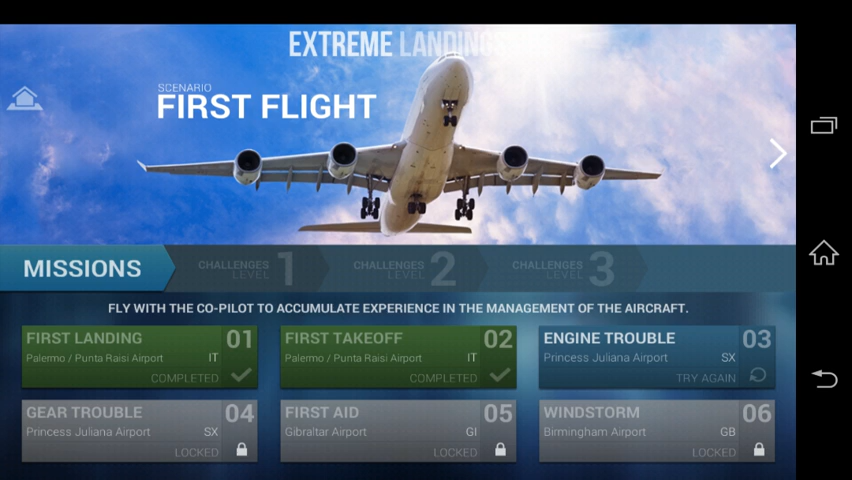 EXTREME LANDINGS
SCENARIO
FIRST FLIGHT
MISSIONS
CHALLENGES LEVEL 1
CHALLENGES LEVEL 2
CHALLENGES LEVEL 3
FLY WITH THE CO-PILOT TO ACCUMULATE EXPERIENCE IN THE MANAGEMENT OF THE AIRCRAFT.
FIRST LANDING 01
Palermo / Punta Raisi Airport IT
COMPLETED
FIRST TAKEOFF 02
Palermo / Punta Raisi Airport IT
COMPLETED
ENGINE TROUBLE 03
Princess Juliana Airport SX
TRY AGAIN
GEAR TROUBLE 04
Princess Juliana Airport SX
LOCKED
FIRST AID 05
Gibraltar Airport GI
LOCKED
WINDSTORM 06
Birmingham Airport GB
LOCKED